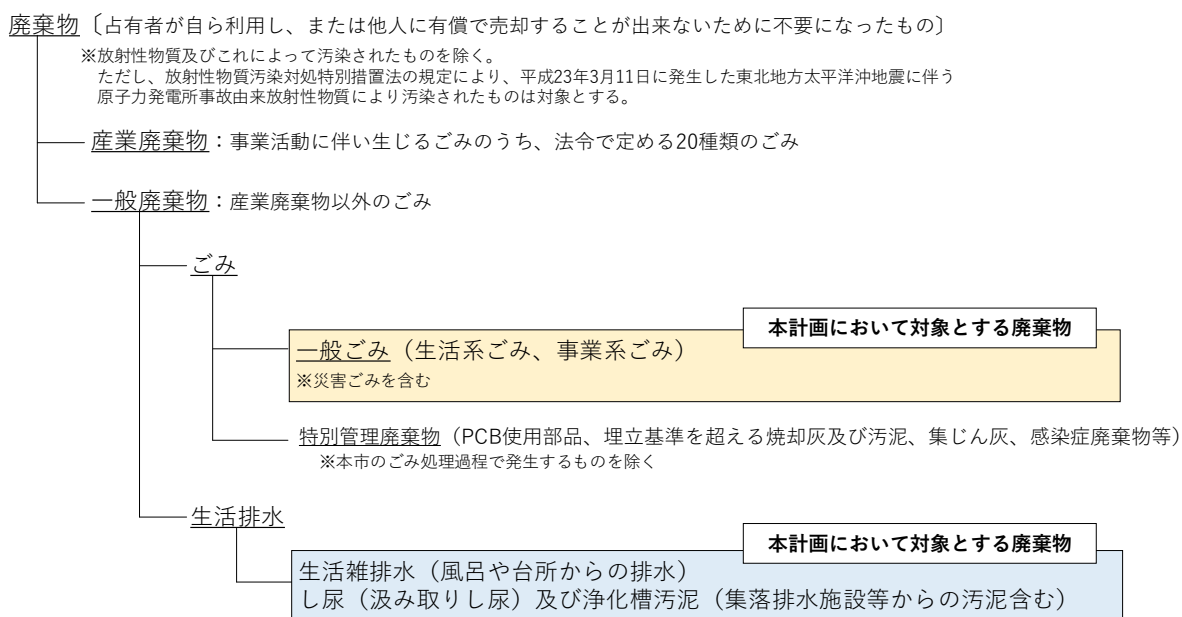 廃棄物〔占有者が自ら利用し、または他人に有償で売却することが出来ないために不要になったもの〕
※放射性物質及びこれによって汚染されたものを除く。
ただし、放射性物質汚染対処特別措置法の規定により、平成23年3月11日に発生した東北地方太平洋沖地震に伴う
原子力発電所事故由来放射性物質により汚染されたものは対象とする。
産業廃棄物：事業活動に伴い生じるごみのうち、法令で定める20種類のごみ
一般廃棄物：産業廃棄物以外のごみ
ごみ
本計画において対象とする廃棄物
一般ごみ（生活系ごみ、事業系ごみ）
※災害ごみを含む
特別管理廃棄物（PCB使用部品、埋立基準を超える焼却灰及び汚泥、集じん灰、感染症廃棄物等）
※本市のごみ処理過程で発生するものを除く
生活排水
本計画において対象とする廃棄物
生活雑排水（風呂や台所からの排水）
し尿（汲み取りし尿）及び浄化槽汚泥（集落排水施設等からの汚泥含む）